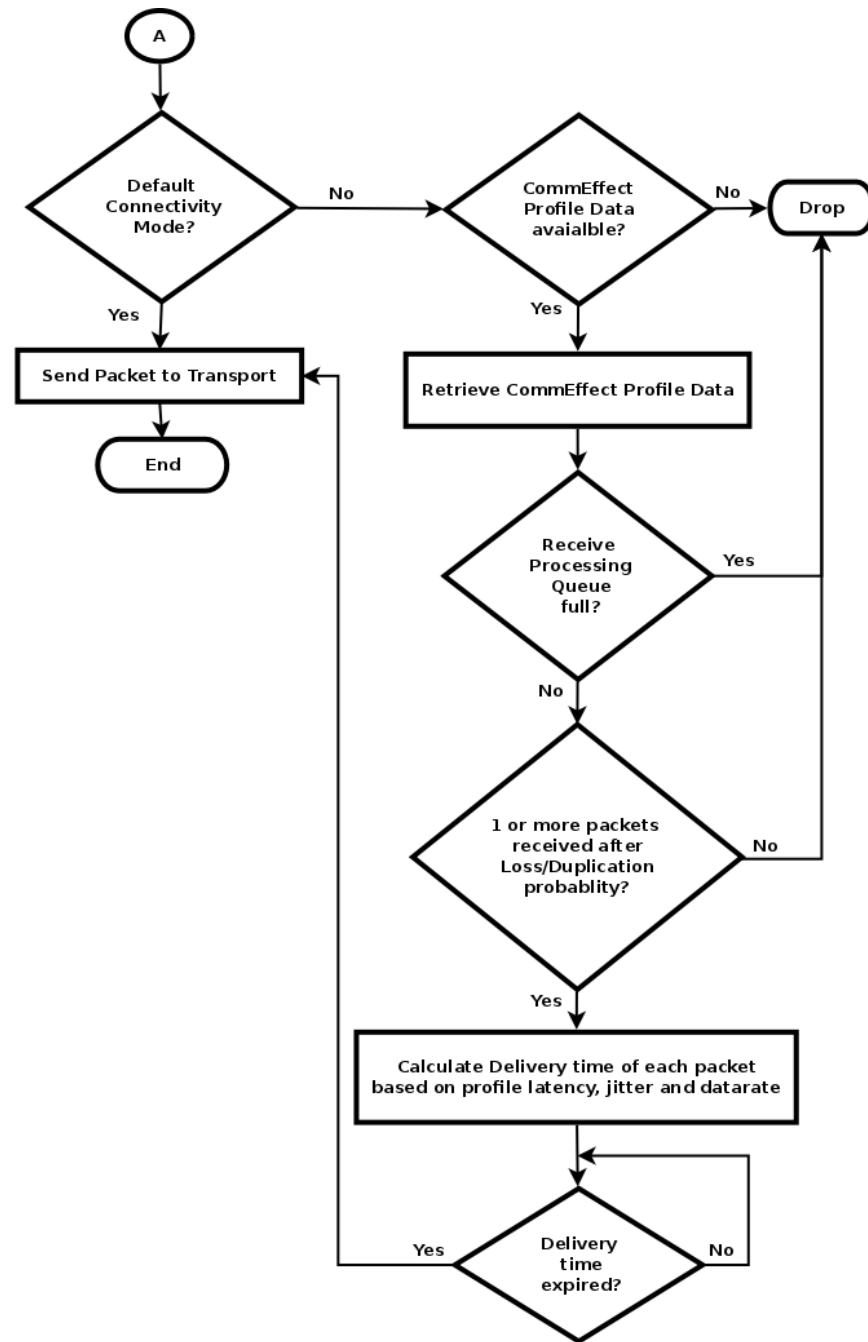 A
Default
Connectivity
Mode?
No
CommEffect
Profile Data
avaialble?
No
Drop
Yes
Yes
Send Packet to Transport
Retrieve CommEffect Profile Data
End
Receive
Processing
Queue
full?
Yes
No
1 or more packets
received after
Loss/Duplication
probablity?
No
Yes
Calculate Delivery time of each packet
based on profile latency, jitter and datarate
Yes
Delivery
time
expired?
No